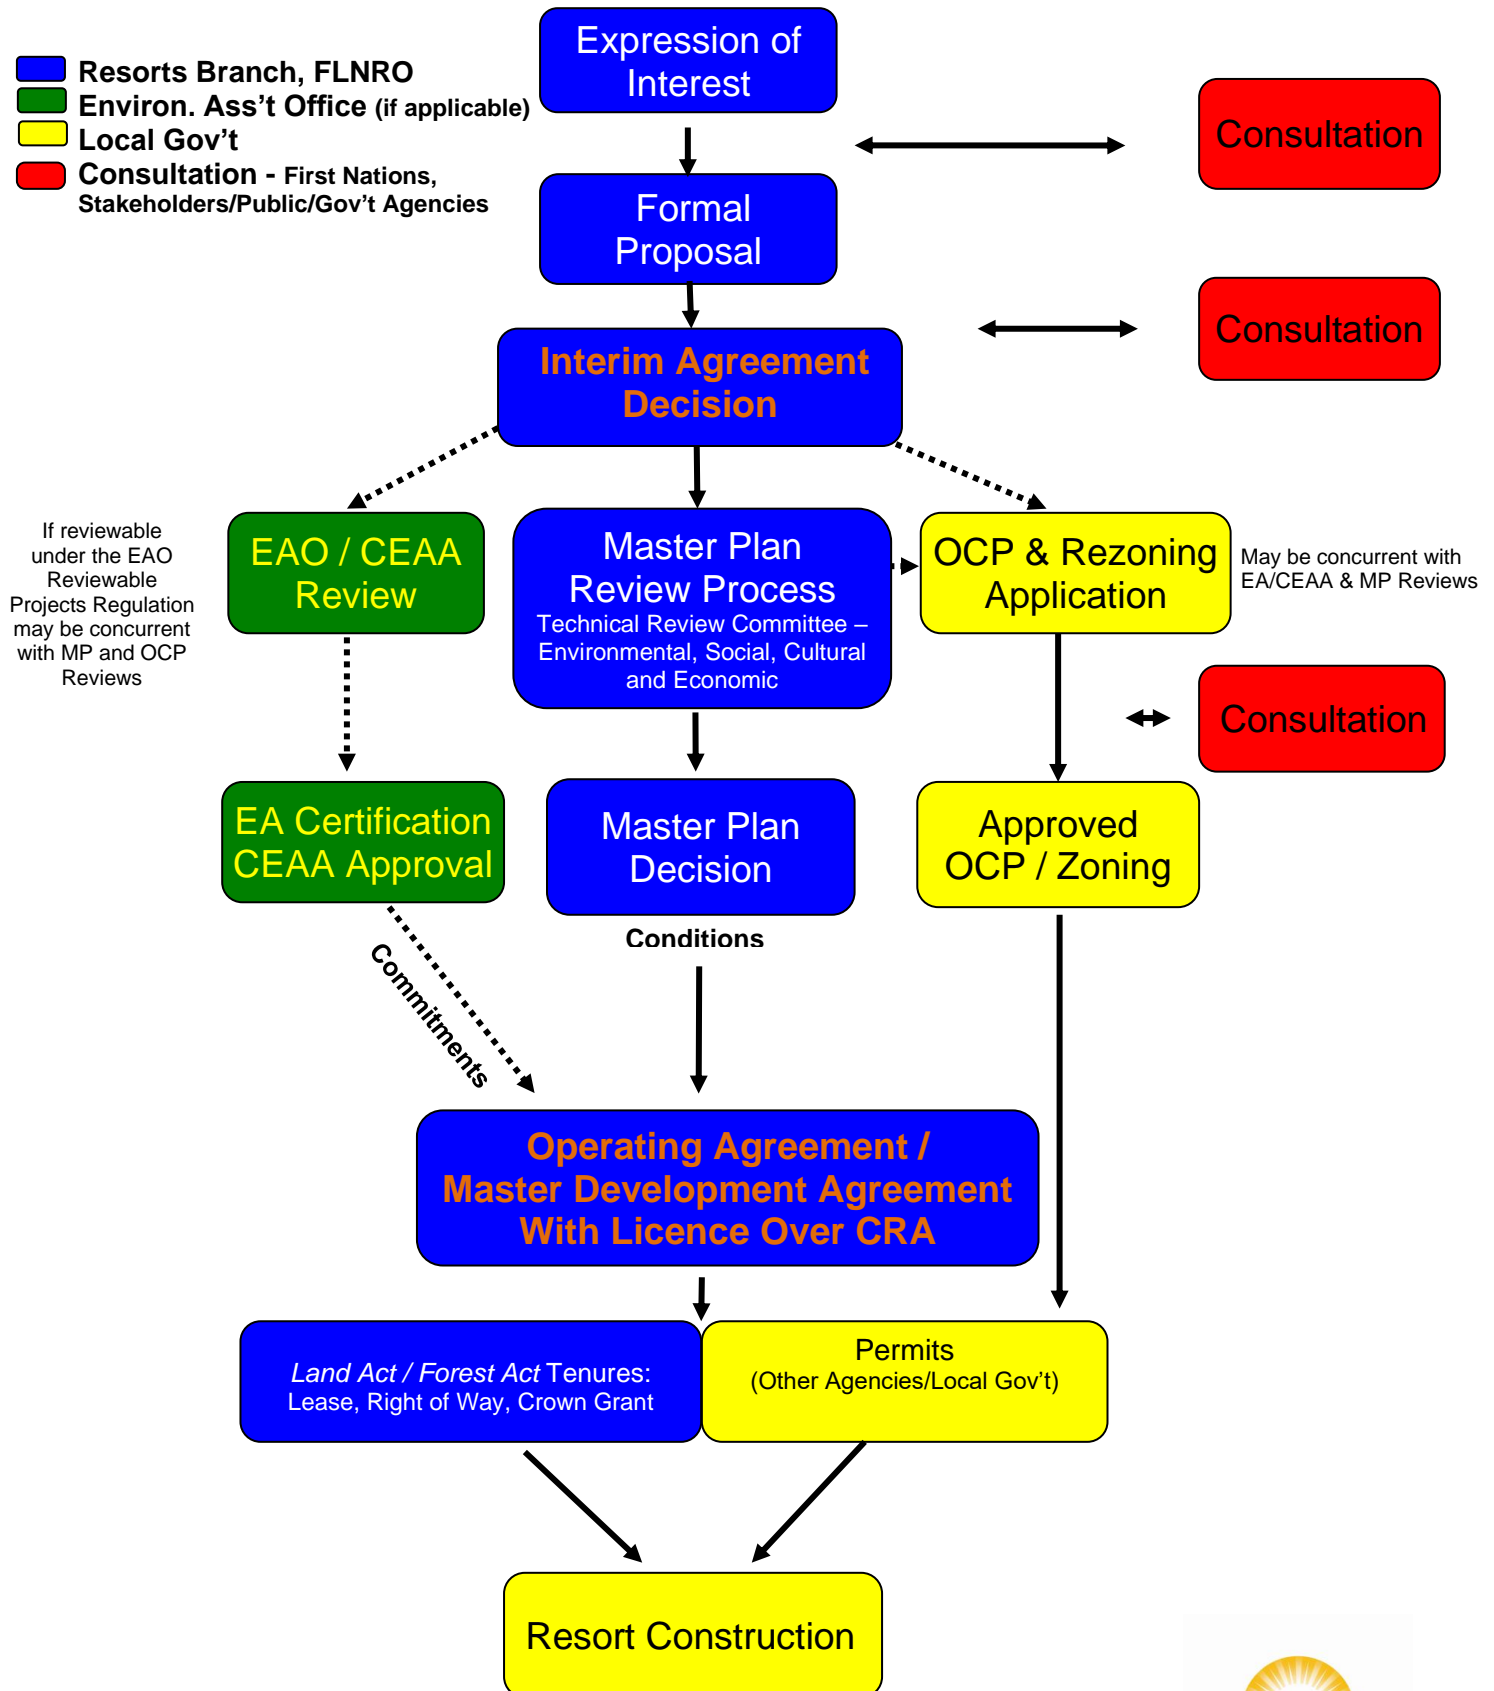 Expression of
Interest
Resorts Branch, FLNRO
Environ. Ass't Office (if applicable)
Local Gov't
Consultation - First Nations,
Stakeholders/Public/Gov't Agencies
Consultation
Formal
Proposal
Consultation
Interim Agreement
Decision
If reviewable
under the EAO
Reviewable
Projects Regulation
may be concurrent
with MP and OCP
Reviews
EAO / CEAA
Review
Master Plan
Review Process
Technical Review Committee –
Environmental, Social, Cultural
and Economic
OCP & Rezoning
Application
May be concurrent with
EA/CEAA & MP Reviews
Consultation
EA Certification
CEAA Approval
Master Plan
Decision
Approved
OCP / Zoning
Conditions
Commitments
Operating Agreement /
Master Development Agreement
With Licence Over CRA
Land Act / Forest Act Tenures:
Lease, Right of Way, Crown Grant
Permits
(Other Agencies/Local Gov't)
Resort Construction